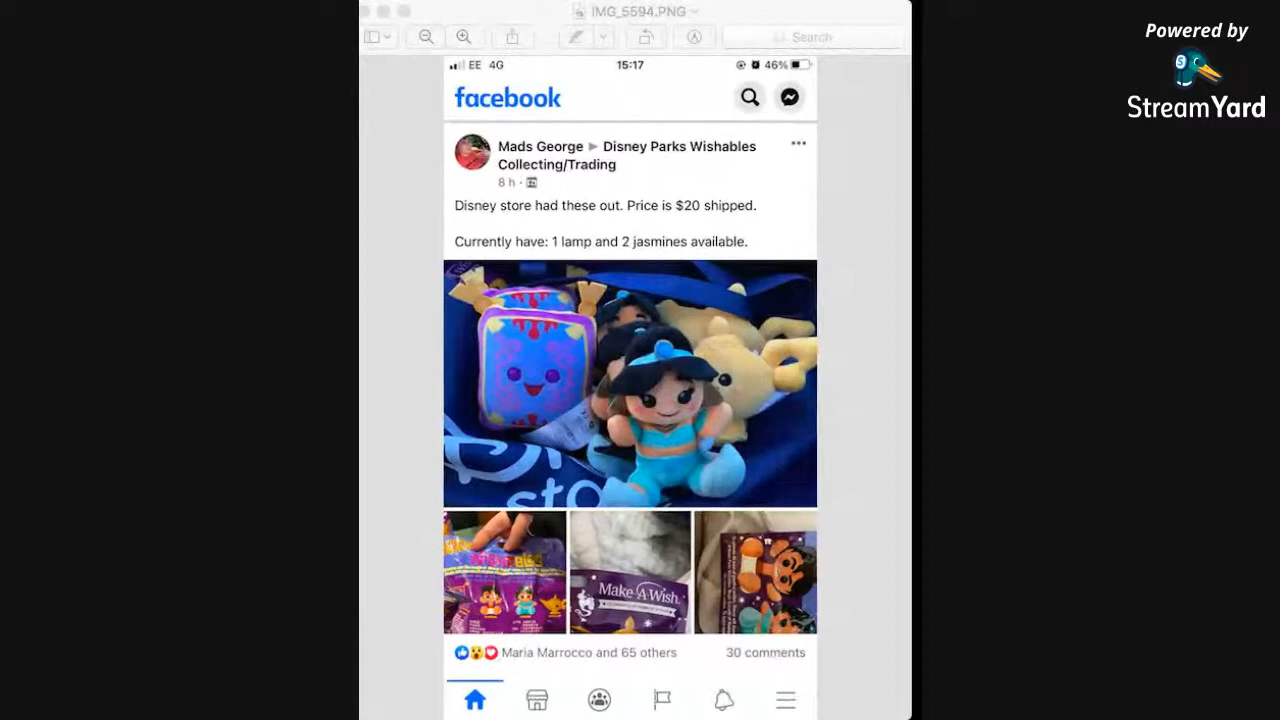 IMG_5594.PNG
Search
Powered by
StreamYard
EE 4G
15:17
46%
facebook
Mads George ▶ Disney Parks Wishables
Collecting/Trading
8 h ·
Disney store had these out. Price is $20 shipped.
Currently have: 1 lamp and 2 jasmines available.
Make-A-Wish
Maria Marrocco and 65 others
30 comments